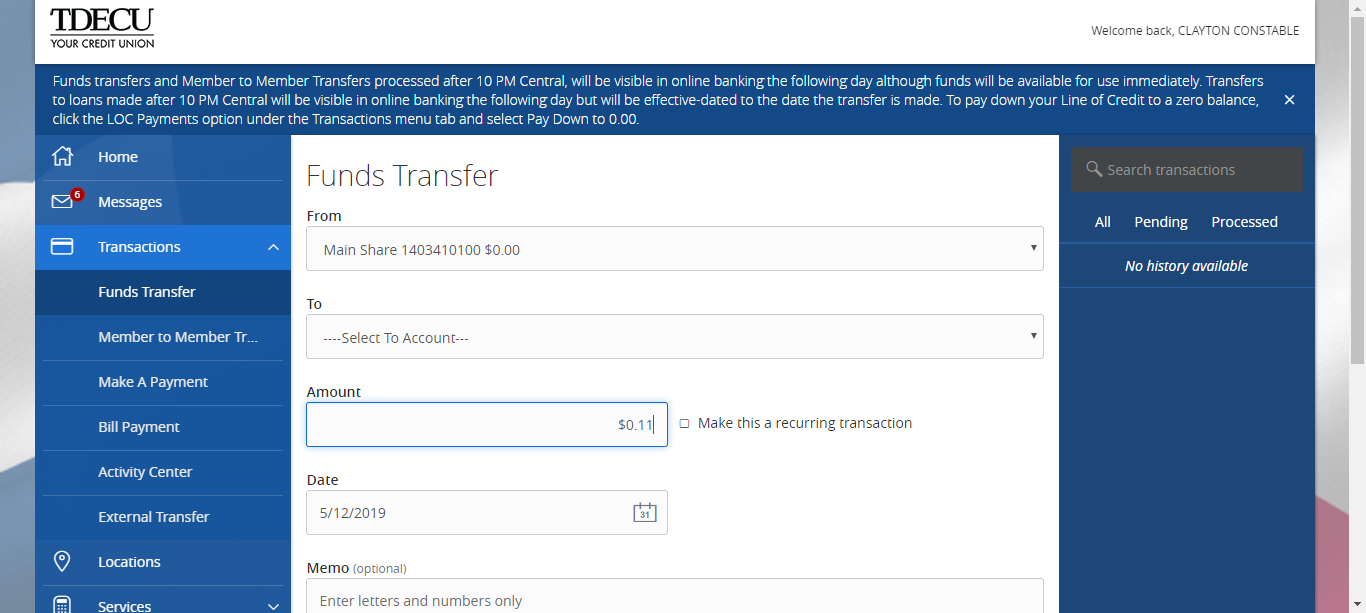 TDECU
YOUR CREDIT UNION
Welcome back, CLAYTON CONSTABLE
Funds transfers and Member to Member Transfers processed after 10 PM Central, will be visible in online banking the following day although funds will be available for use immediately. Transfers
to loans made after 10 PM Central will be visible in online banking the following day but will be effective-dated to the date the transfer is made. To pay down your Line of Credit to a zero balance,
click the LOC Payments option under the Transactions menu tab and select Pay Down to 0.00.
Home
6
Messages
Transactions
Funds Transfer
Member to Member Tr...
Make A Payment
Bill Payment
Activity Center
External Transfer
Locations
Services
Funds Transfer
From
Main Share 1403410100 $0.00
To
----Select To Account---
Amount
$0.11
Make this a recurring transaction
Date
5/12/2019
31
Memo (optional)
Enter letters and numbers only
Search transactions
All Pending Processed
No history available